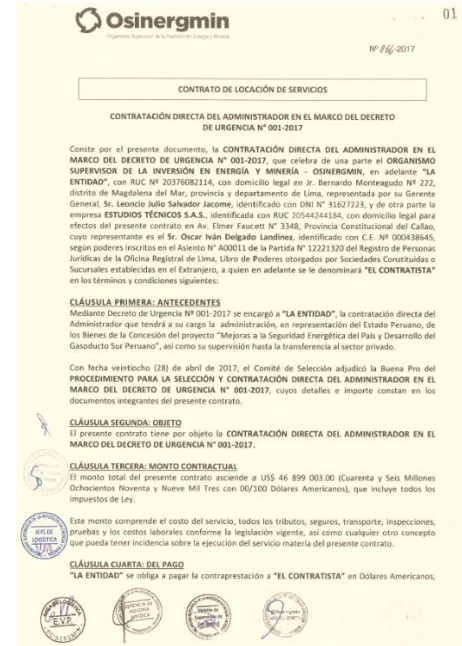 01
Osinergmin
Organismo Supervisor de la Inversión en Energía y Minería
-2017
CONTRATO DE LOCACIÓN DE SERVICIOS
CONTRATACIÓN DIRECTA DEL ADMINISTRADOR EN EL MARCO DEL DECRETO
DE URGENCIA N° 001-2017
Conste por el presente documento, la CONTRATACIÓN DIRECTA DEL ADMINISTRADOR EN EL
MARCO DEL DECRETO DE URGENCIA N° 001-2017, que celebra de una parte el ORGANISMO
SUPERVISOR DE LA INVERSIÓN EN ENERGÍA Y MINERÍA - OSINERGMIN, en adelante "LA
ENTIDAD", con RUC Nº 20376082114, con domicilio legal en Jr. Bernardo Monteagudo Nº 222,
distrito de Magdalena del Mar, provincia y departamento de Lima, representada por su Gerente
General, Sr. Leoncio Julio Salvador Jacome, identificado con DNI N° 31627223, y de otra parte la
empresa ESTUDIOS TÉCNICOS S.A.S., identificada con RUC 20544244184, con domicilio legal para
efectos del presente contrato en Av. Elmer Faucett N° 3348, Provincia Constitucional del Callao,
cuyo representante es el Sr. Oscar Iván Delgado Landinez, identificado con C.E. Nº 000438645,
según poderes inscritos en el Asiento N° A00011 de la Partida N° 12221320 del Registro de Personas
Jurídicas de la Oficina Registral de Lima, Libro de Poderes otorgados por Sociedades Constituidas o
Sucursales establecidas en el Extranjero, a quien en adelante se le denominará "EL CONTRATISTA"
en los términos y condiciones siguientes:
CLÁUSULA PRIMERA: ANTECEDENTES
Mediante Decreto de Urgencia Nº 001-2017 se encargó a "LA ENTIDAD", la contratación directa del
Administrador que tendrá a su cargo la administración, en representación del Estado Peruano, de
los Bienes de la Concesión del proyecto "Mejoras a la Seguridad Energética del País y Desarrollo del
Gasoducto Sur Peruano", así como su supervisión hasta la transferencia al sector privado.
Con fecha veintiocho (28) de abril de 2017, el Comité de Selección adjudicó la Buena Pro del
PROCEDIMIENTO PARA LA SELECCIÓN Y CONTRATACIÓN DIRECTA DEL ADMINISTRADOR EN EL
MARCO DEL DECRETO DE URGENCIA N° 001-2017, cuyos detalles e importe constan en los
documentos integrantes del presente contrato.
CLÁUSULA SEGUNDA: OBJETO
El presente contrato tiene por objeto la CONTRATACIÓN DIRECTA DEL ADMINISTRADOR EN EL
MARCO DEL DECRETO DE URGENCIA N° 001-2017.
CLÁUSULA TERCERA: MONTO CONTRACTUAL
El monto total del presente contrato asciende a US$ 46 899 003.00 (Cuarenta y Seis Millones
Ochocientos Noventa y Nueve Mil Tres con 00/100 Dólares Americanos), que incluye todos los
impuestos de Ley.
Este monto comprende el costo del servicio, todos los tributos, seguros, transporte, inspecciones,
pruebas y los costos laborales conforme la legislación vigente, así como cualquier otro concepto
que pueda tener incidencia sobre la ejecución del servicio materia del presente contrato.
JEFE DE
LOGÍSTICA
CLÁUSULA CUARTA: DEL PAGO
"LA ENTIDAD" se obliga a pagar la contraprestación a "EL CONTRATISTA" en Dólares Americanos,
E.V.P.
GERENCIA DE
ASESORÍA
JURÍDICA